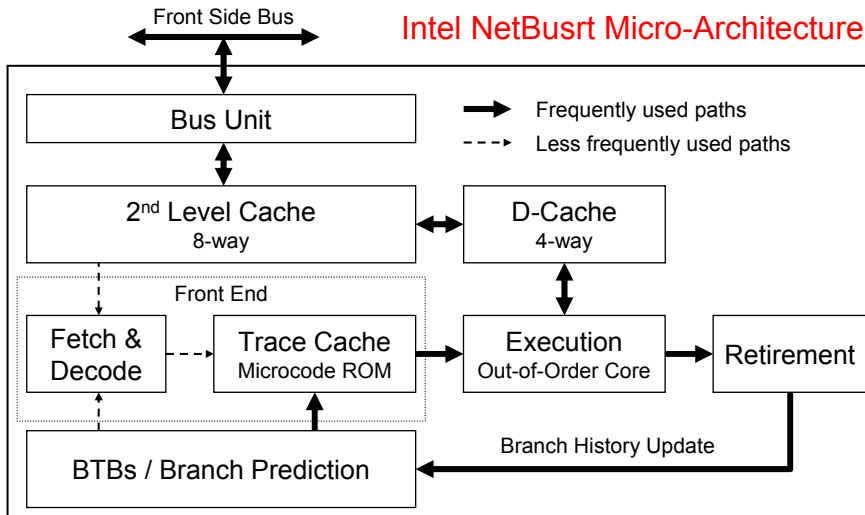 Front Side Bus
Intel NetBusrt Micro-Architecture
Bus Unit
Frequently used paths
Less frequently used paths
2nd Level Cache
8-way
D-Cache
4-way
Front End
Fetch &
Decode
Trace Cache
Microcode ROM
Execution
Out-of-Order Core
Retirement
Branch History Update
BTBs / Branch Prediction